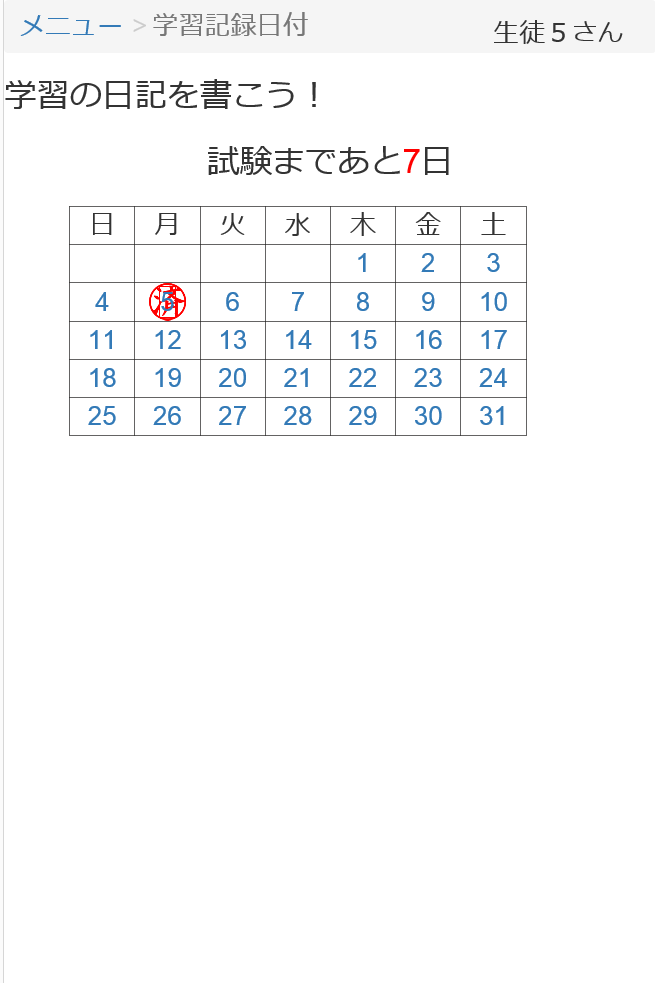 メニュー > 学習記録日付
生徒５さん
学習の日記を書こう！
試験まであと7日
日 月 火 水 木 金 土
1 2 3
4 5 済 6 7 8 9 10
11 12 13 14 15 16 17
18 19 20 21 22 23 24
25 26 27 28 29 30 31